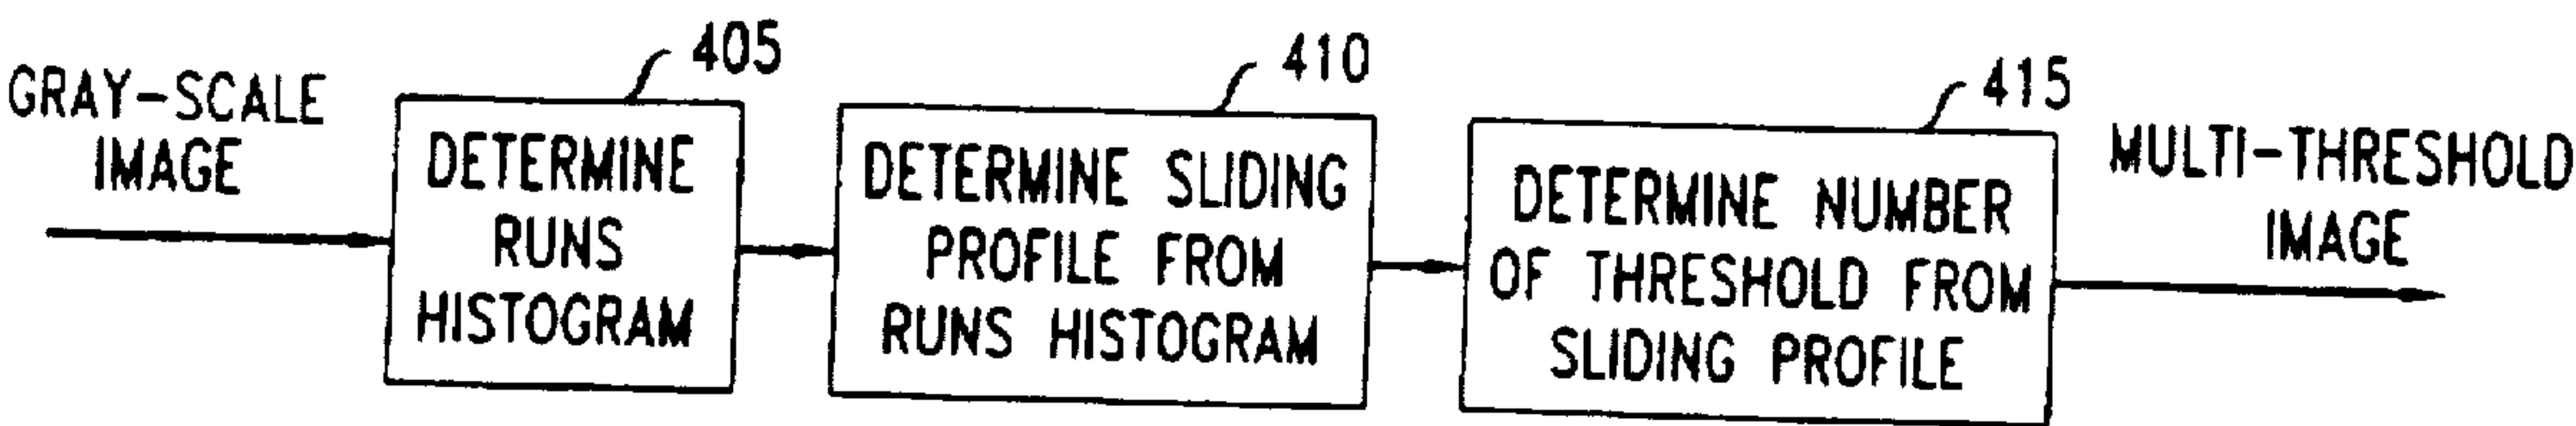 GRAY-SCALE
IMAGE
405
DETERMINE
RUNS
HISTOGRAM
410
DETERMINE SLIDING
PROFILE FROM
RUNS HISTOGRAM
415
DETERMINE NUMBER
OF THRESHOLD FROM
SLIDING PROFILE
MULTI-THRESHOLD
IMAGE